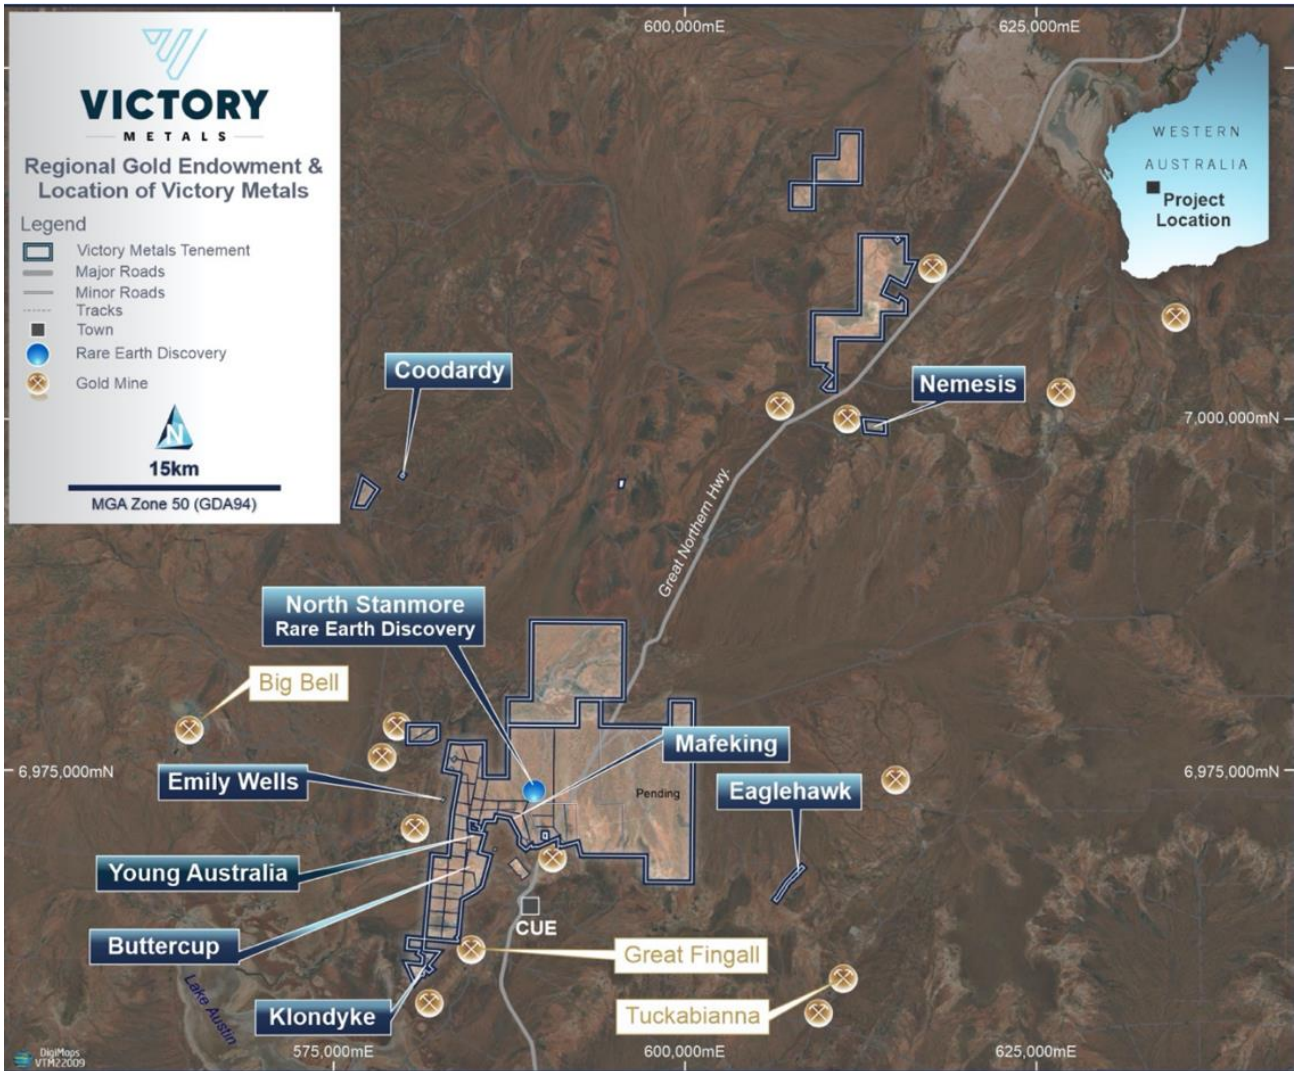 600,000mE
625,000mE
VICTORY
METALS
Regional Gold Endowment &
Location of Victory Metals
Legend
Victory Metals Tenement
Major Roads
Minor Roads
Tracks
Town
Rare Earth Discovery
Gold Mine
N
15km
MGA Zone 50 (GDA94)
WESTERN
AUSTRALIA
Project
Location
Coodardy
Nemesis
7,000,000mN
Great Northern Hwy.
North Stanmore
Rare Earth Discovery
Big Bell
Mafeking
6,975,000mN
6,975,000mN
Emily Wells
Pending
Eaglehawk
Young Australia
CUE
Buttercup
Great Fingall
Lake Austin
Klondyke
Tuckabianna
DigiMaps
VTM22009
575,000mE
600,000mE
625,000mE